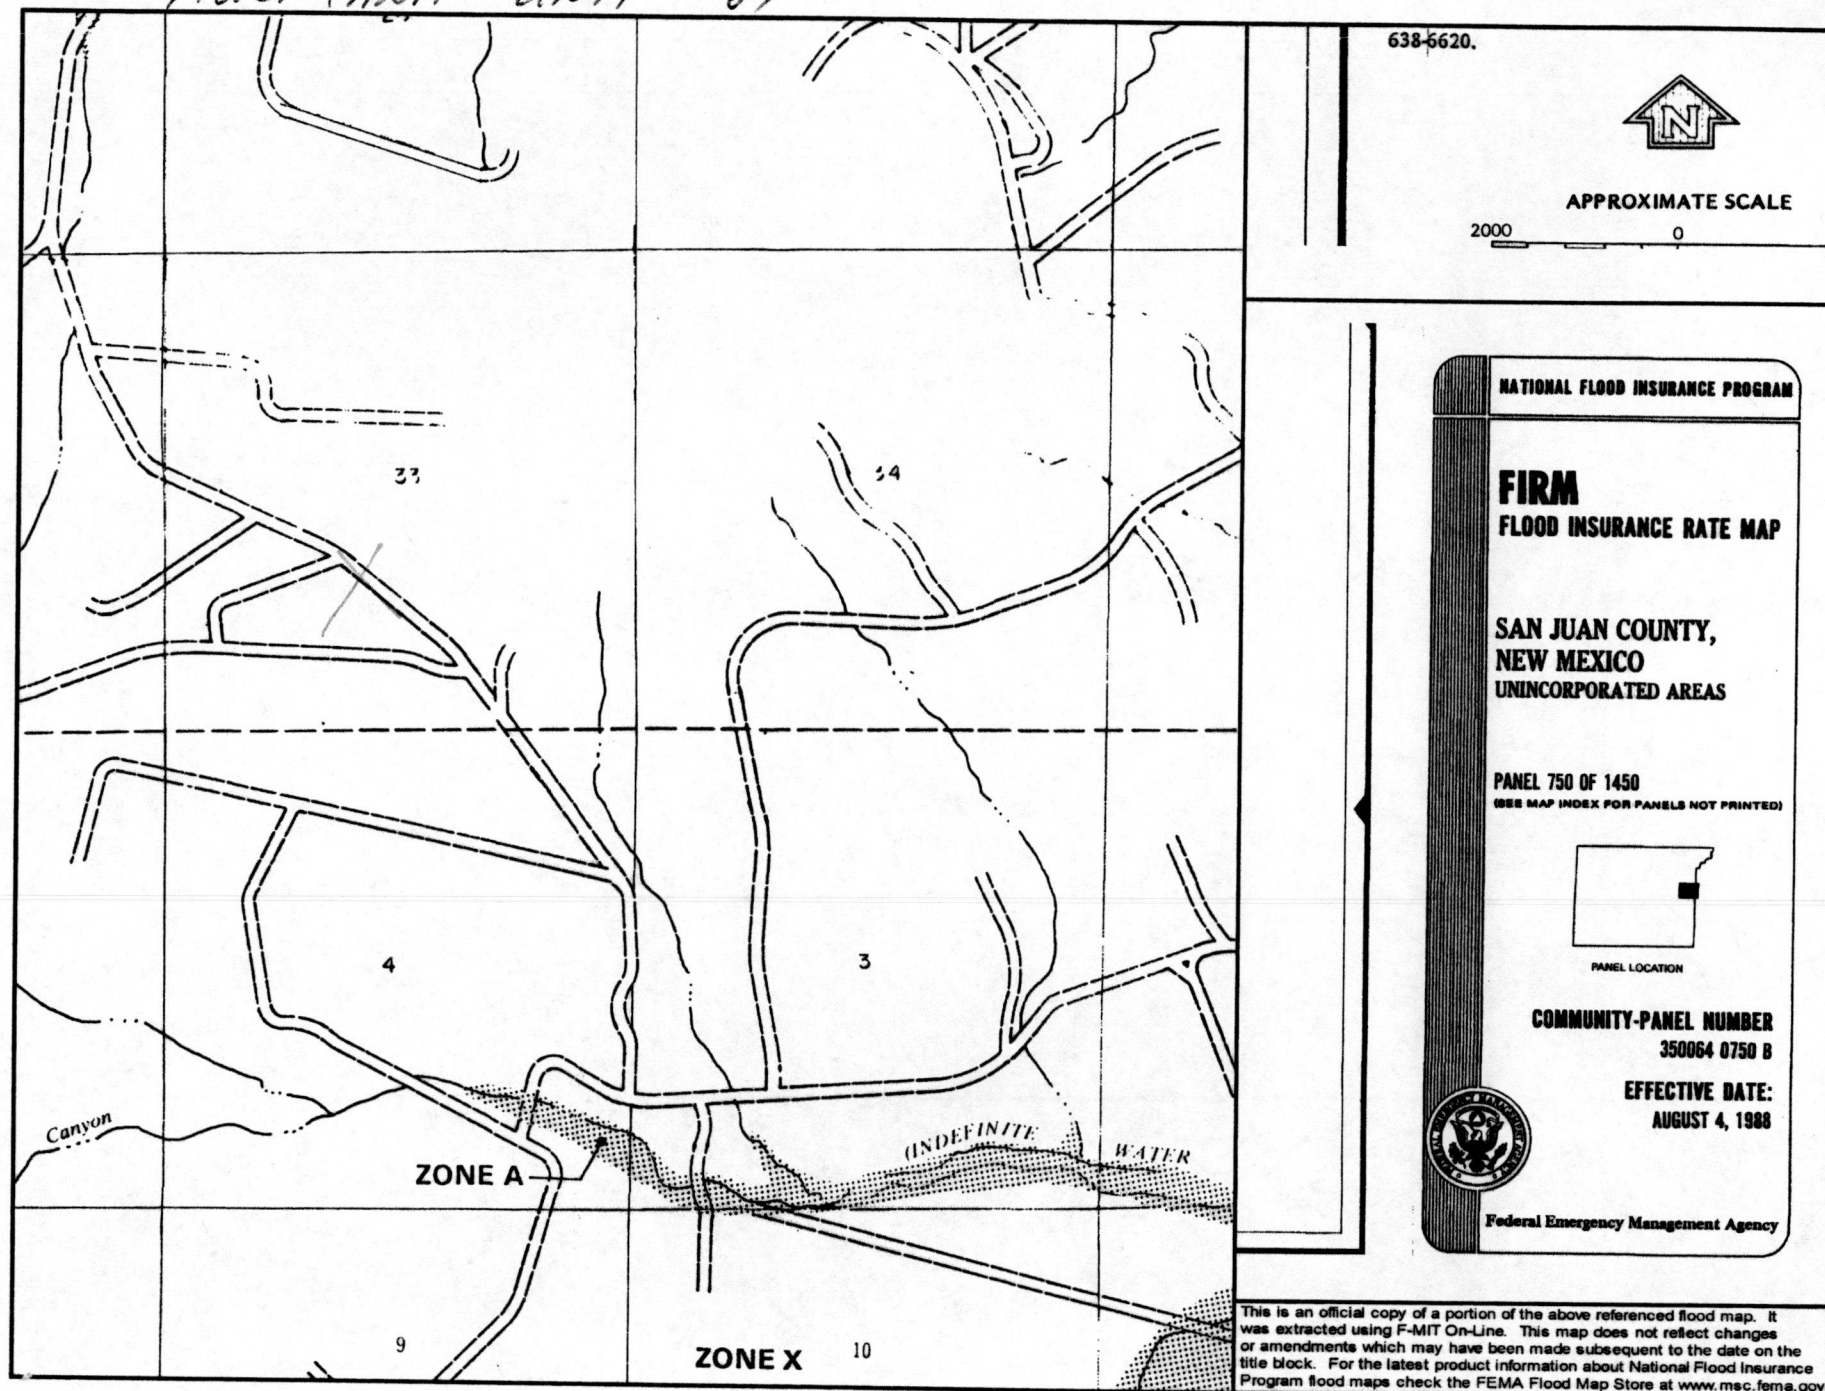 638-6620.
N
APPROXIMATE SCALE
2000 0
NATIONAL FLOOD INSURANCE PROGRAM
FIRM
FLOOD INSURANCE RATE MAP
SAN JUAN COUNTY,
NEW MEXICO
UNINCORPORATED AREAS
PANEL 750 OF 1450
(SEE MAP INDEX FOR PANELS NOT PRINTED)
PANEL LOCATION
COMMUNITY-PANEL NUMBER
350064 0750 B
EFFECTIVE DATE:
AUGUST 4, 1988
Federal Emergency Management Agency
33
34
4
3
Canyon
(INDEFINITE WATER
ZONE A
9
ZONE X
10
This is an official copy of a portion of the above referenced flood map. It
was extracted using F-MIT On-Line. This map does not reflect changes
or amendments which may have been made subsequent to the date on the
title block. For the latest product information about National Flood Insurance
Program flood maps check the FEMA Flood Map Store at www.msc.fema.gov